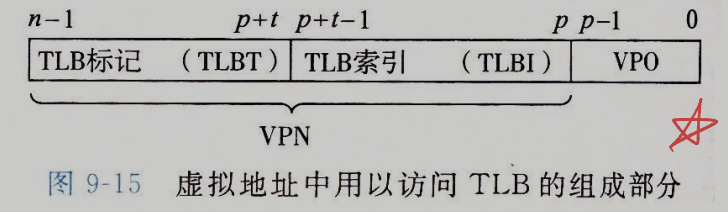 n−1 p+t p+t−1 p p−1 0
TLB标记 （TLBT） TLB索引 （TLBI） VPO
VPN
图 9-15 虚拟地址中用以访问 TLB 的组成部分